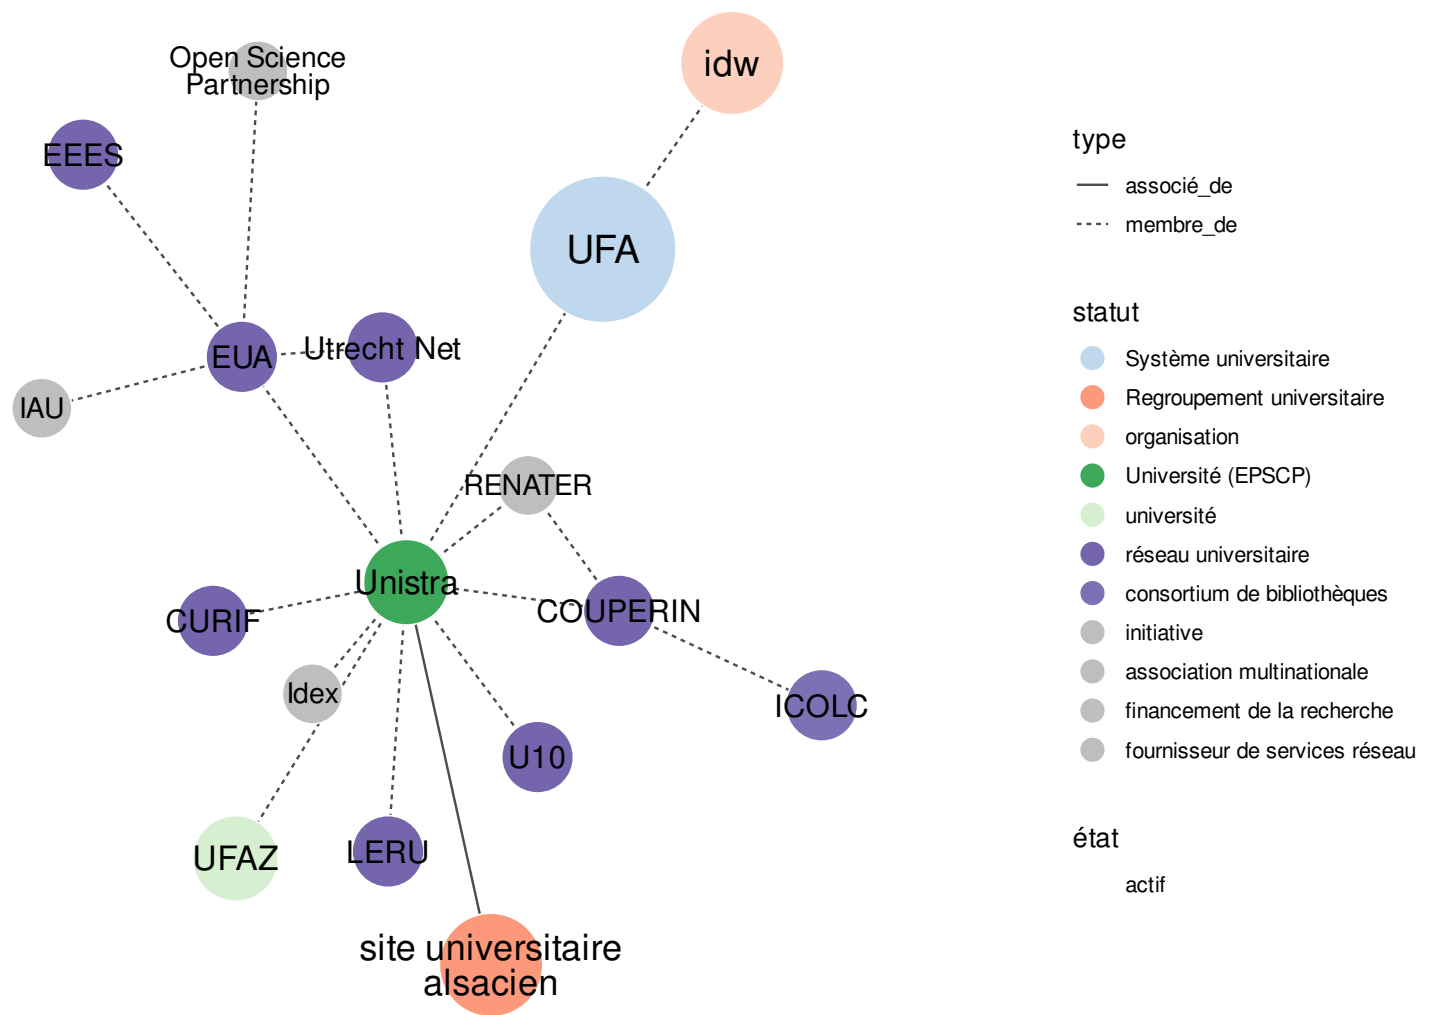 Open Science
Partnership
idw
EEES
UFA
EUA
Utrecht Net
IAU
RENATER
Unistra
CURIF
COUPERIN
Idex
ICOLC
U10
UFAZ
LERU
site universitaire
alsacien
type
associé_de
membre_de
statut
Système universitaire
Regroupement universitaire
organisation
Université (EPSCP)
université
réseau universitaire
consortium de bibliothèques
initiative
association multinationale
financement de la recherche
fournisseur de services réseau
état
actif